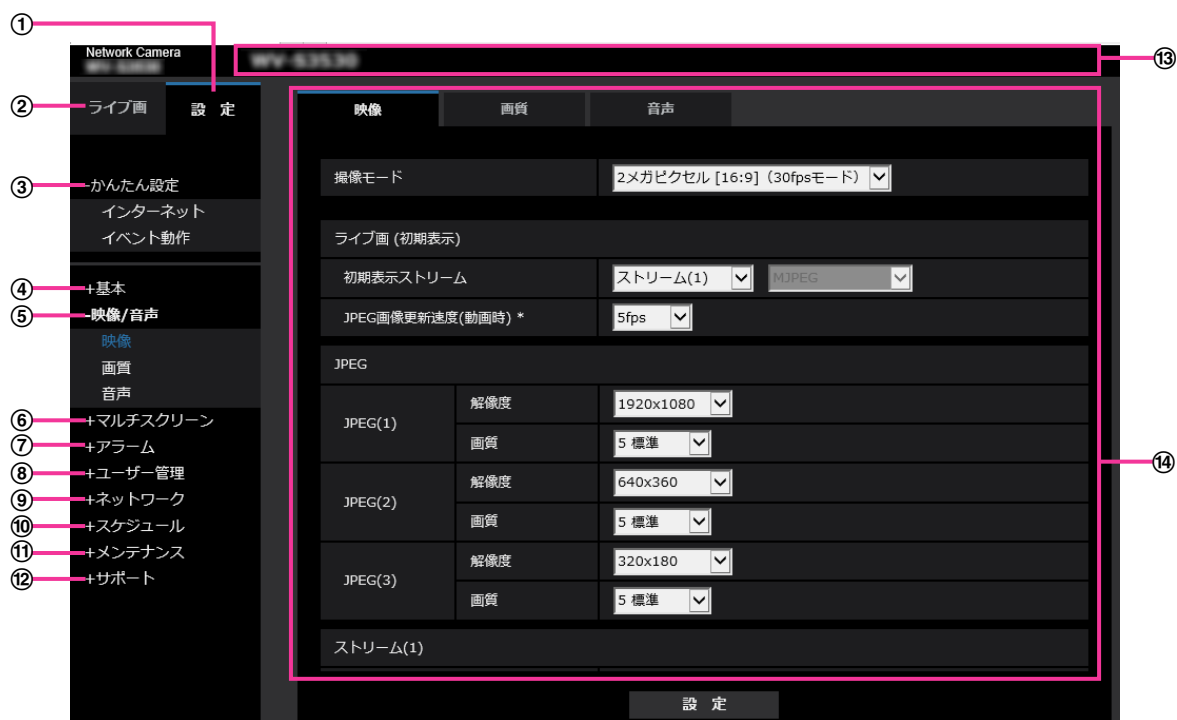 ①
Network Camera
WV-S3530
⑬
② ライブ画 設 定
映像 画質 音声
撮像モード 2メガピクセル [16:9]（30fpsモード）
③ -かんたん設定
インターネット
イベント動作
ライブ画 (初期表示)
初期表示ストリーム ストリーム(1) MJPEG
JPEG画像更新速度(動画時) * 5fps
④ +基本
⑤ -映像/音声
映像
画質
音声
⑥ +マルチスクリーン
⑦ +アラーム
⑧ +ユーザー管理
⑨ +ネットワーク
⑩ +スケジュール
⑪ +メンテナンス
⑫ +サポート
JPEG
JPEG(1) 解像度 1920x1080
画質 5 標準
⑭
JPEG(2) 解像度 640x360
画質 5 標準
JPEG(3) 解像度 320x180
画質 5 標準
ストリーム(1)
設 定